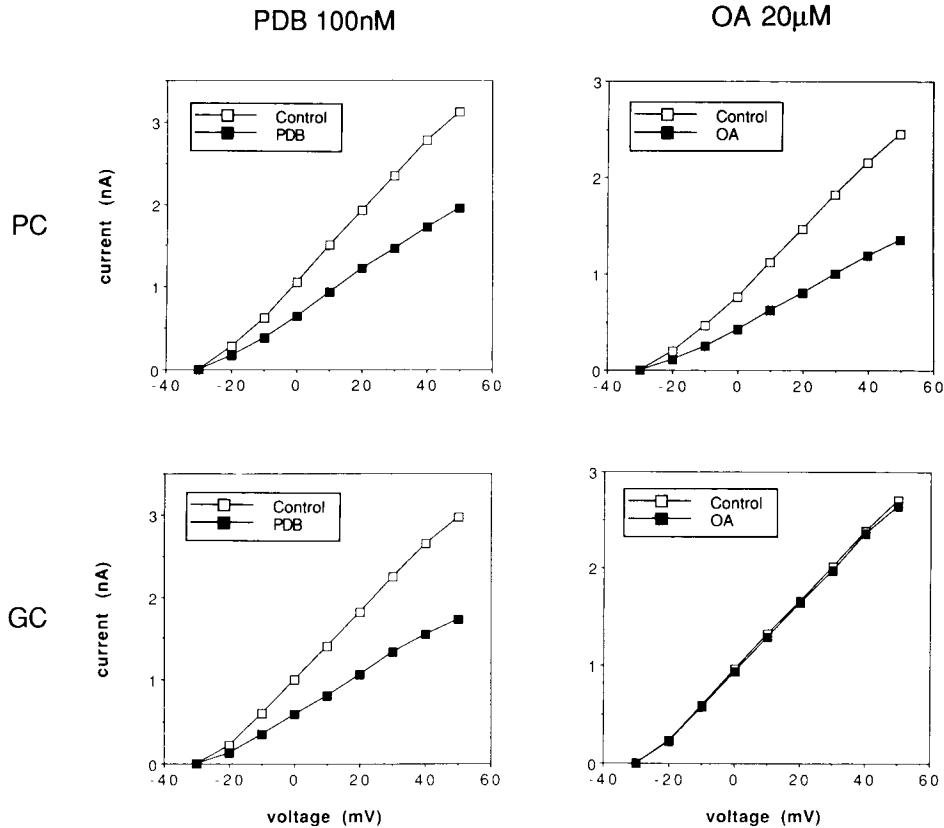 PDB 100nM
OA 20µM
PC
current (nA)
3
2
1
0
Control
PDB
-40 -20 0 20 40 60
3
2
1
0
Control
OA
-40 -20 0 20 40 60
GC
current (nA)
3
2
1
0
Control
PDB
-40 -20 0 20 40 60
voltage (mV)
3
2
1
0
Control
OA
-40 -20 0 20 40 60
voltage (mV)